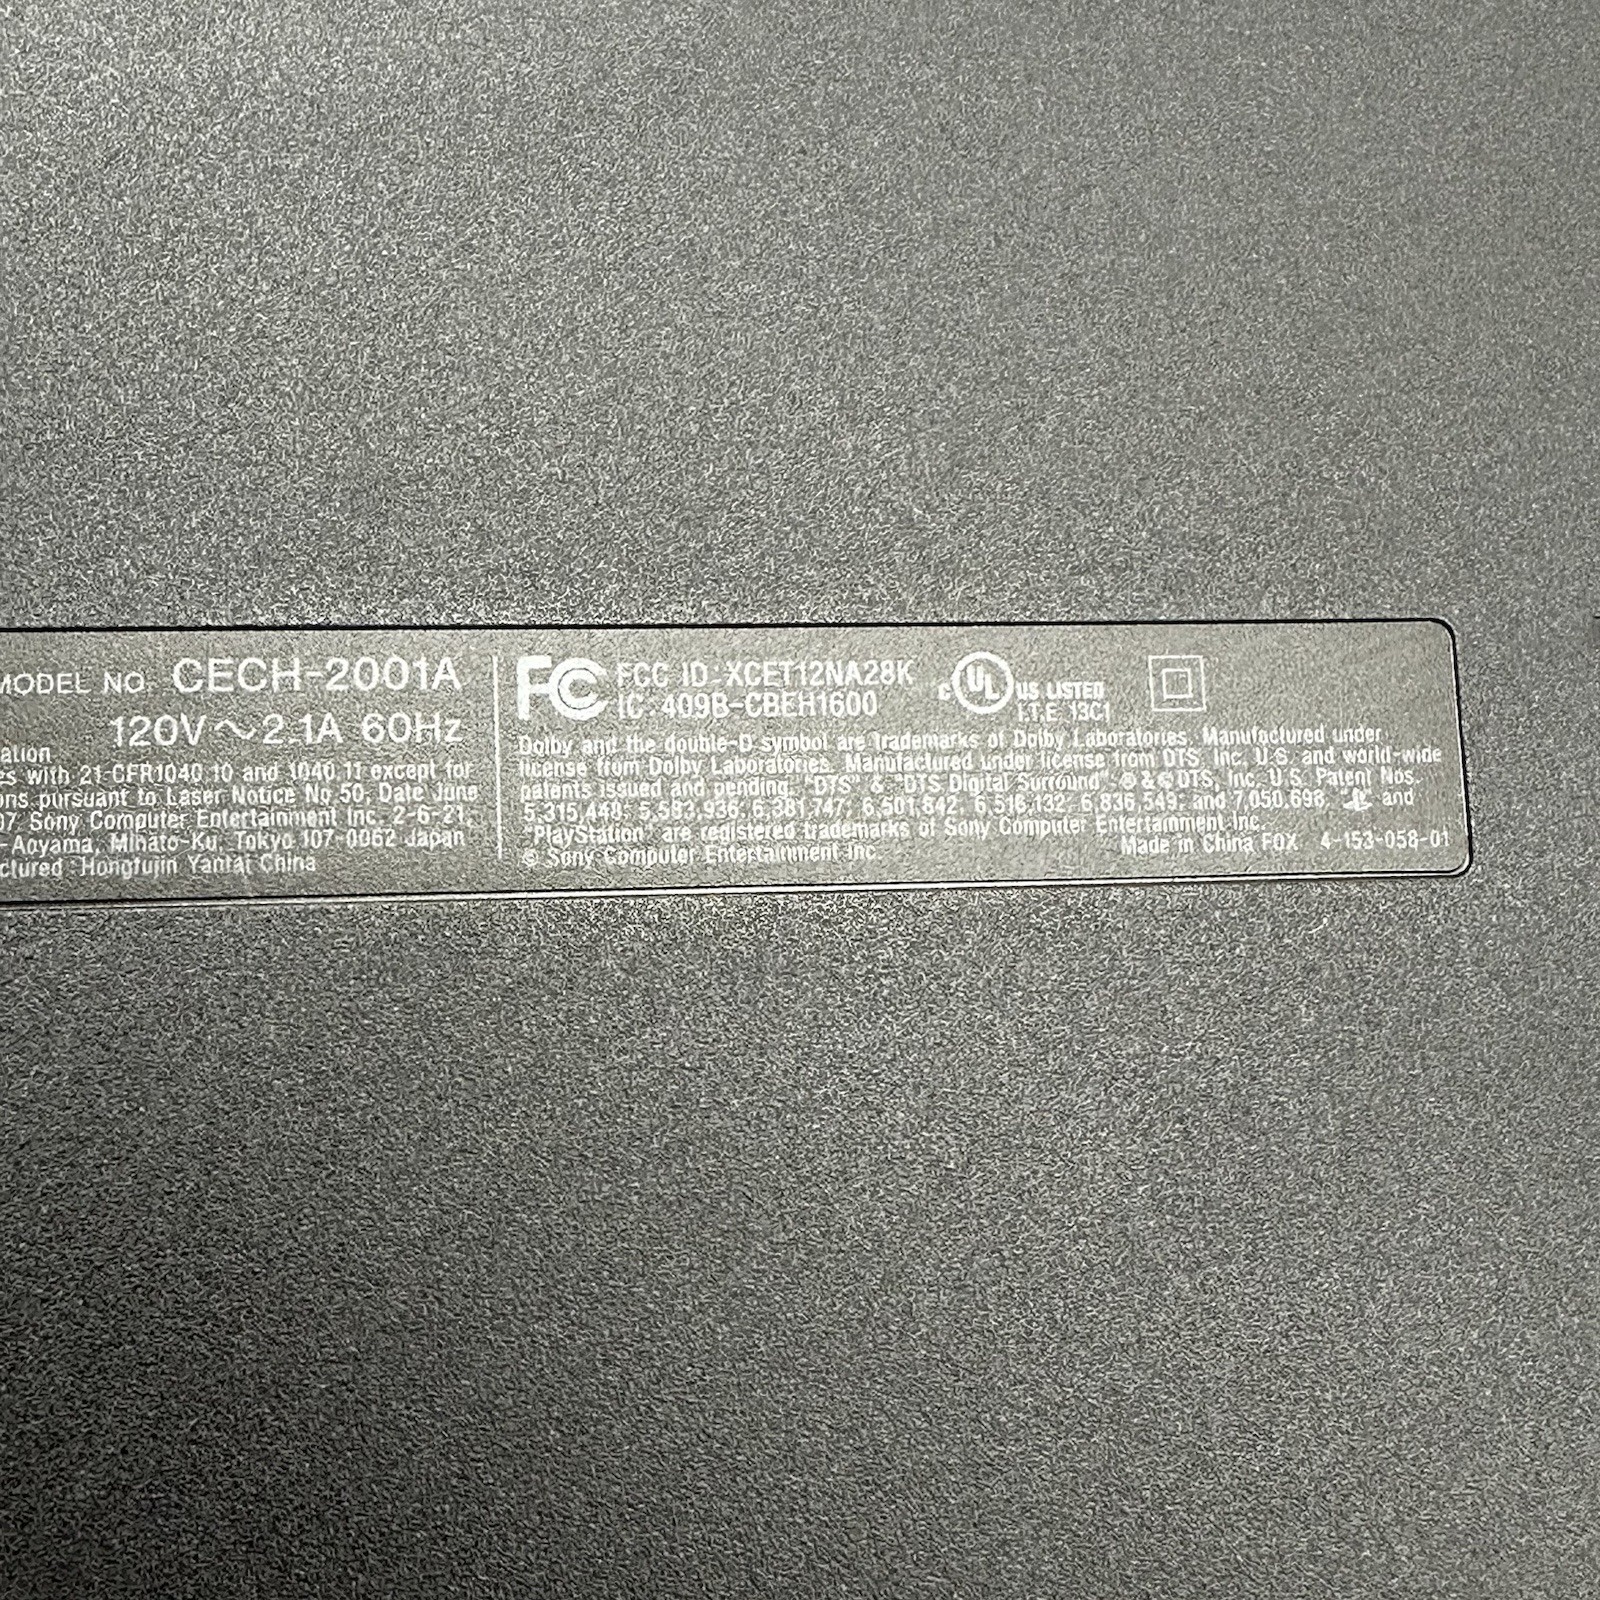 MODEL NO. CECH-2001A
120V～2.1A 60Hz
ation
es with 21 CFR1040.10 and 1040.11 except for
ons pursuant to Laser Notice No.50, Date June
07 Sony Computer Entertainment Inc. 2-6-21,
-Aoyama, Minato-Ku, Tokyo 107-0062 Japan
ctured : Hongfujin Yantai China
FC FCC ID:XCET12NA28K
IC:409B-CBEH1600
c UL US LISTED
I.T.E. 13C1
Dolby and the double-D symbol are trademarks of Dolby Laboratories. Manufactured under
license from Dolby Laboratories. Manufactured under license from DTS, Inc. U.S. and world-wide
patents issued and pending. "DTS" & "DTS Digital Surround" ® & © DTS, Inc. U.S. Patent Nos.
5,315,448; 5,583,936; 6,381,747; 6,501,842; 6,516,132; 6,836,549; and 7,050,698. and
"PlayStation" are registered trademarks of Sony Computer Entertainment Inc.
© Sony Computer Entertainment Inc.
Made in China FOX 4-153-058-01